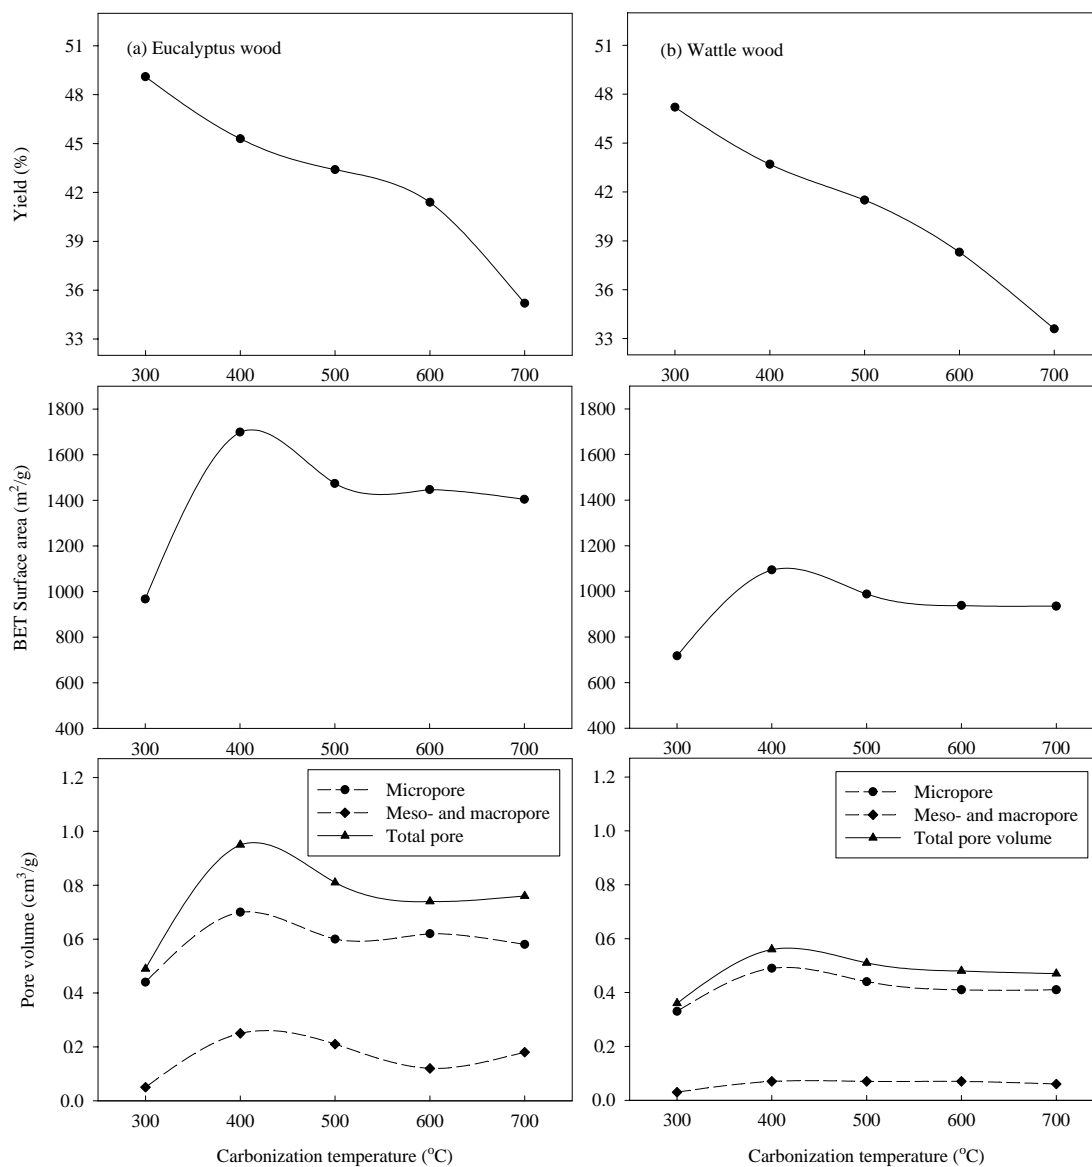 (a) Eucalyptus wood
Yield (%)
51
48
45
42
39
36
33
300 400 500 600 700
(b) Wattle wood
51
48
45
42
39
36
33
300 400 500 600 700
BET Surface area (m²/g)
1800
1600
1400
1200
1000
800
600
400
300 400 500 600 700
1800
1600
1400
1200
1000
800
600
400
300 400 500 600 700
Pore volume (cm³/g)
1.2
1.0
0.8
0.6
0.4
0.2
0.0
Micropore
Meso- and macropore
Total pore
300 400 500 600 700
Carbonization temperature (°C)
1.2
1.0
0.8
0.6
0.4
0.2
0.0
Micropore
Meso- and macropore
Total pore volume
300 400 500 600 700
Carbonization temperature (°C)